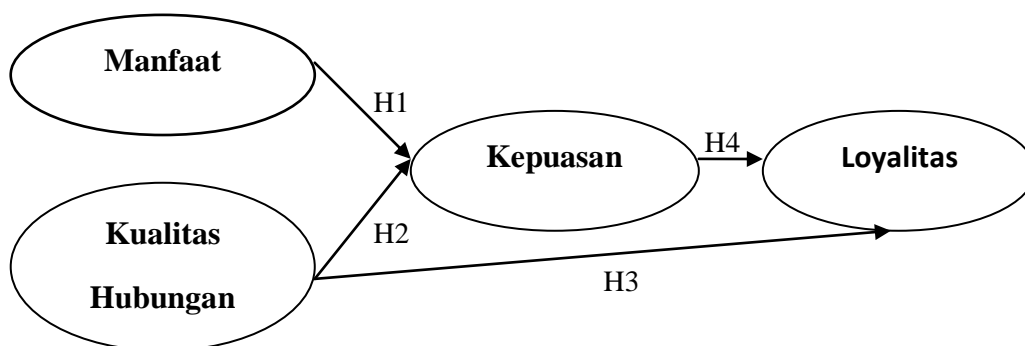 Manfaat
H1
Kepuasan
H4
Loyalitas
Kualitas
Hubungan
H2
H3